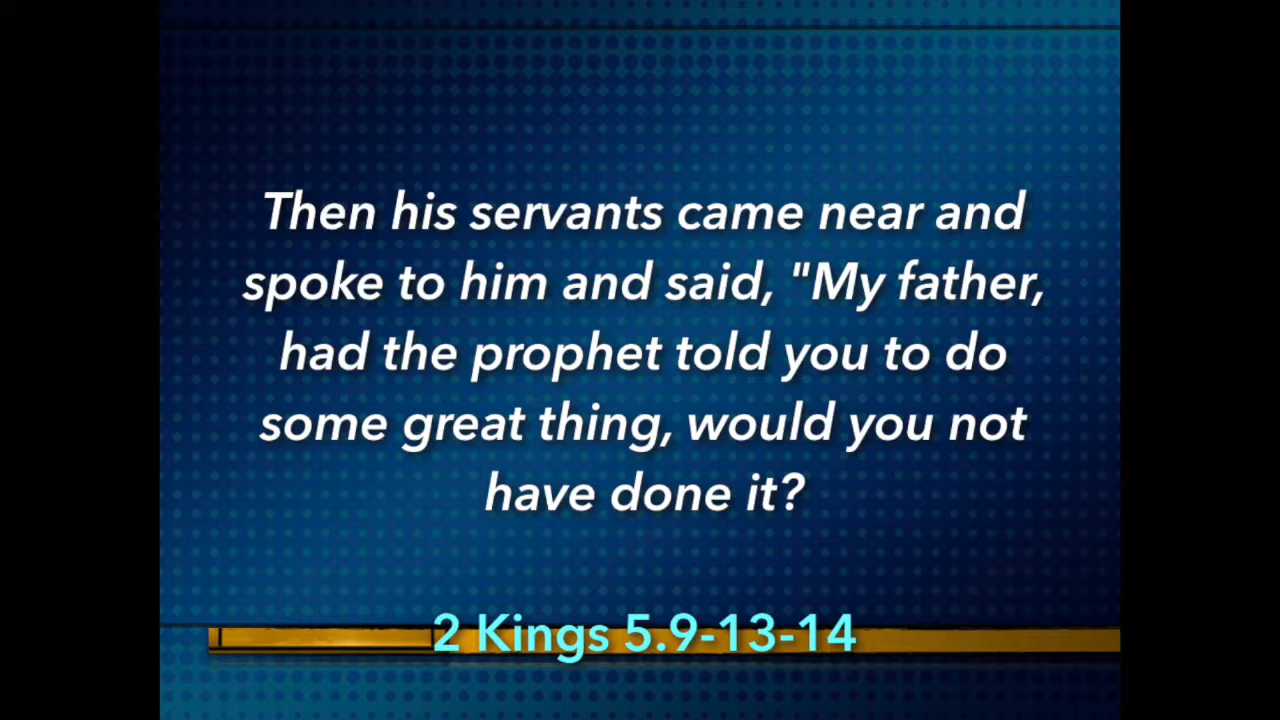 Then his servants came near and
spoke to him and said, "My father,
had the prophet told you to do
some great thing, would you not
have done it?
2 Kings 5.9-13-14